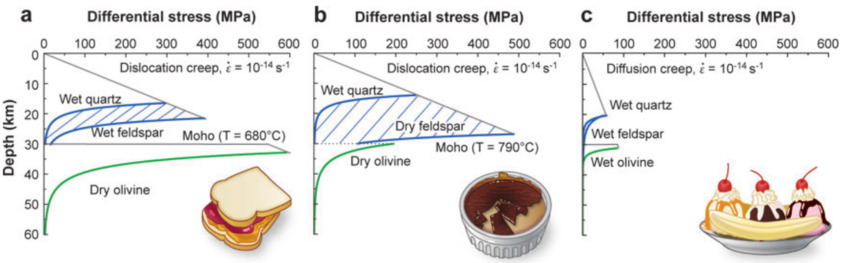 a
Differential stress (MPa)
0 100 200 300 400 500 600
Depth (km)
0
10
20
30
40
50
60
Dislocation creep, ε̇ = 10⁻¹⁴ s⁻¹
Wet quartz
Wet feldspar
Moho (T = 680°C)
Dry olivine
b
Differential stress (MPa)
0 100 200 300 400 500 600
Dislocation creep, ε̇ = 10⁻¹⁴ s⁻¹
Wet quartz
Dry feldspar
Moho (T = 790°C)
Dry olivine
c
Differential stress (MPa)
0 100 200 300 400 500 600
Diffusion creep, ε̇ = 10⁻¹⁴ s⁻¹
Wet quartz
Wet feldspar
Wet olivine